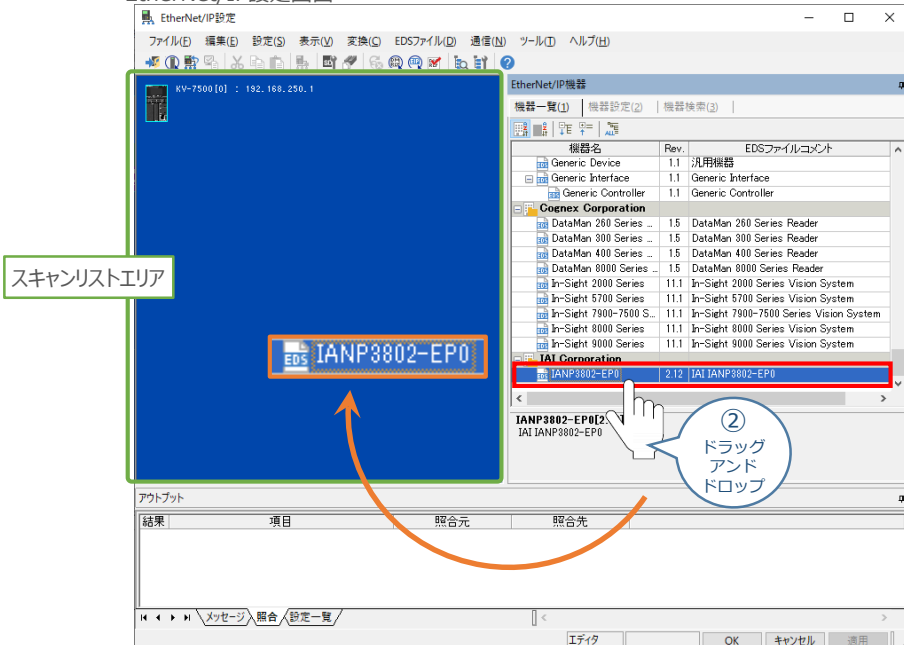 EtherNet/IP設定画面
EtherNet/IP設定
ファイル(F) 編集(E) 設定(S) 表示(V) 変換(C) EDSファイル(D) 通信(N) ツール(T) ヘルプ(H)
KV-7500[0] : 192.168.250.1
EtherNet/IP機器
機器一覧(1) 機器設定(2) 機器検索(3)
機器名 Rev. EDSファイルコメント
Generic Device 1.1 汎用機器
Generic Interface 1.1 Generic Interface
Generic Controller 1.1 Generic Controller
Cognex Corporation
DataMan 260 Series ... 1.5 DataMan 260 Series Reader
DataMan 300 Series ... 1.5 DataMan 300 Series Reader
DataMan 400 Series ... 1.5 DataMan 400 Series Reader
DataMan 8000 Series ... 1.5 DataMan 8000 Series Reader
In-Sight 2000 Series 11.1 In-Sight 2000 Series Vision System
In-Sight 5700 Series 11.1 In-Sight 5700 Series Vision System
In-Sight 7900-7500 S... 11.1 In-Sight 7900-7500 Series Vision System
In-Sight 8000 Series 11.1 In-Sight 8000 Series Vision System
In-Sight 9000 Series 11.1 In-Sight 9000 Series Vision System
IAI Corporation
IANP3802-EP0 2.12 IAI IANP3802-EP0
スキャンリストエリア
EDS IANP3802-EP0
IANP3802-EP0[2.
IAI IANP3802-EP0
②
ドラッグ
アンド
ドロップ
アウトプット
結果 項目 照合元 照合先
メッセージ 照合 設定一覧
エディタ OK キャンセル 適用